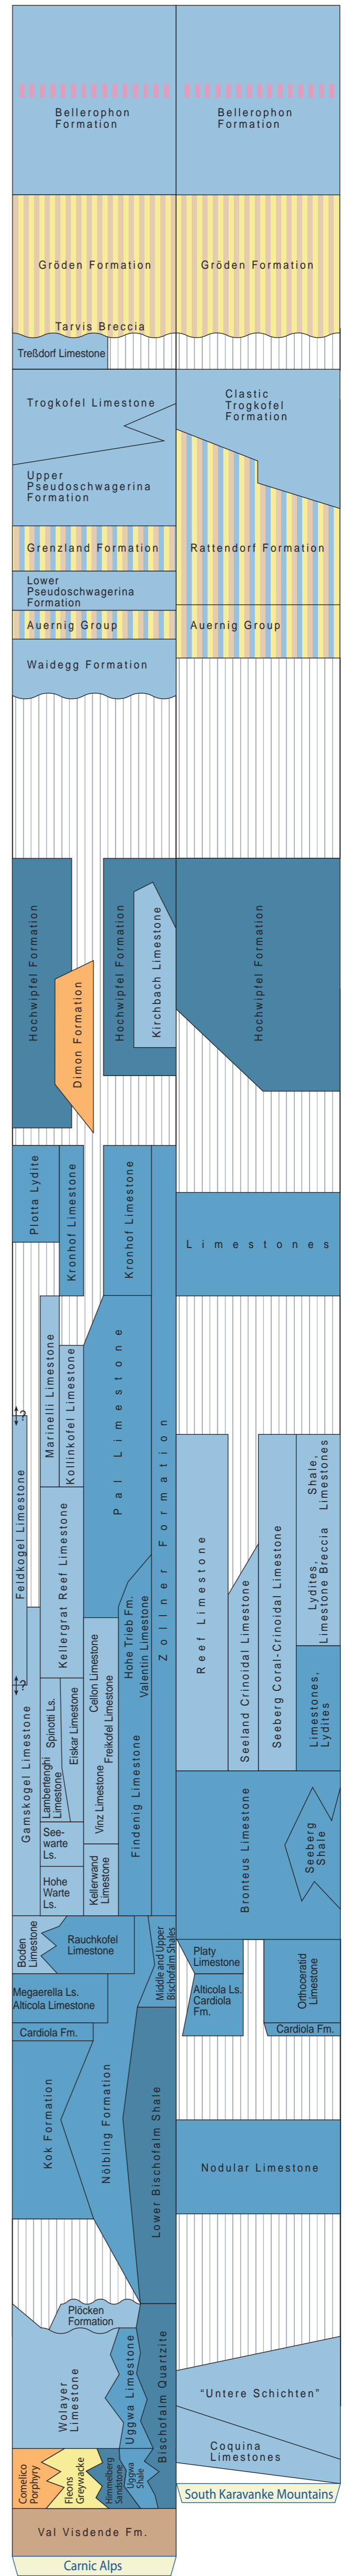 Bellerophon
Formation
Bellerophon
Formation
Gröden Formation
Gröden Formation
Tarvis Breccia
Treßdorf Limestone
Trogkofel Limestone
Clastic
Trogkofel
Formation
Upper
Pseudoschwagerina
Formation
Grenzland Formation
Rattendorf Formation
Lower
Pseudoschwagerina
Formation
Auernig Group
Auernig Group
Waidegg Formation
Hochwipfel Formation
Dimon Formation
Hochwipfel Formation
Kirchbach Limestone
Hochwipfel Formation
Plotta Lydite
Kronhof Limestone
Kronhof Limestone
Limestones
?
Feldkogel Limestone
?
Marinelli Limestone
Kollinkofel Limestone
Pal Limestone
Zollner Formation
Kellergrat Reef Limestone
Hohe Trieb Fm.
Valentin Limestone
Gamskogel Limestone
Spinotti Ls.
Lambertenghi
Limestone
Eiskar Limestone
Cellon Limestone
Freikofel Limestone
Vinz Limestone
Findenig Limestone
See-
warte
Ls.
Hohe
Warte
Ls.
Kellerwand
Limestone
Reef Limestone
Seeland Crinoidal Limestone
Seeberg Coral-Crinoidal Limestone
Shale,
Limestones
Lydites,
Limestone Breccia
Limestones,
Lydites
Bronteus Limestone
Seeberg
Shale
Boden
Limestone
Rauchkofel
Limestone
Middle and Upper
Bischofalm Shales
Platy
Limestone
Orthoceratid
Limestone
Megaerella Ls.
Alticola Limestone
Alticola Ls.
Cardiola
Fm.
Cardiola Fm.
Cardiola Fm.
Kok Formation
Nölbling Formation
Lower Bischofalm Shale
Nodular Limestone
Plöcken
Formation
Wolayer
Limestone
Uggwa Limestone
Bischofalm Quartzite
"Untere Schichten"
Coquina
Limestones
Comelico
Porphyry
Fleons
Greywacke
Himmelberg
Sandstone
Uggwa
Shale
South Karavanke Mountains
Val Visdende Fm.
Carnic Alps